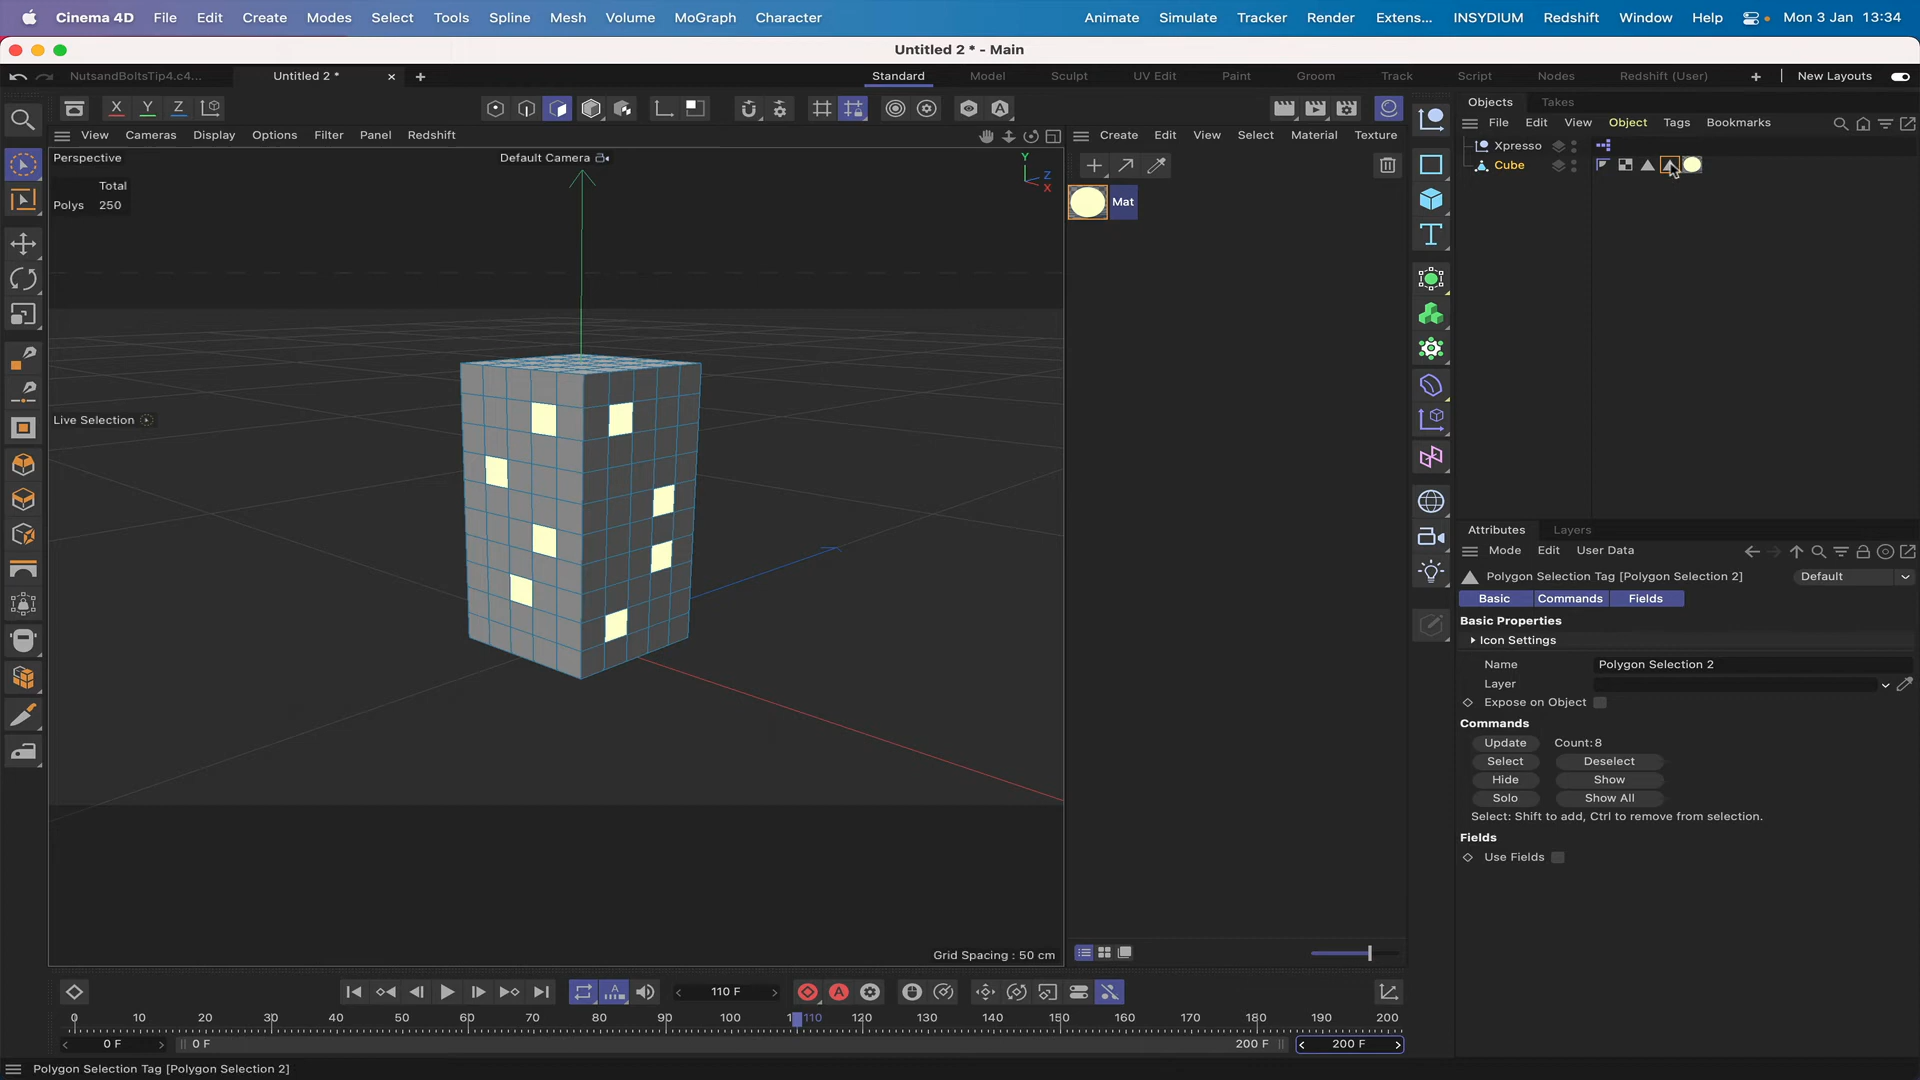 Cinema 4D File Edit Create Modes Select Tools Spline Mesh Volume MoGraph Character Animate Simulate Tracker Render Extens... INSYDIUM Redshift Window Help Mon 3 Jan 13:34
Untitled 2 * - Main
NutsandBoltsTip4.c4... Untitled 2 * Standard Model Sculpt UV Edit Paint Groom Track Script Nodes Redshift (User) New Layouts
X Y Z
Objects Takes
View Cameras Display Options Filter Panel Redshift
Create Edit View Select Material Texture
File Edit View Object Tags Bookmarks
Perspective
Default Camera
Xpresso
Cube
Y
Z
X
Total
Polys 250
Mat
Live Selection
Attributes Layers
Mode Edit User Data
Polygon Selection Tag [Polygon Selection 2] Default
Basic Commands Fields
Basic Properties
Icon Settings
Name Polygon Selection 2
Layer
Expose on Object
Commands
Update Count:8
Select Deselect
Hide Show
Solo Show All
Select: Shift to add, Ctrl to remove from selection.
Fields
Use Fields
Grid Spacing : 50 cm
110 F
0 10 20 30 40 50 60 70 80 90 100 110 120 130 140 150 160 170 180 190 200
0 F 0 F 200 F 200 F
Polygon Selection Tag [Polygon Selection 2]